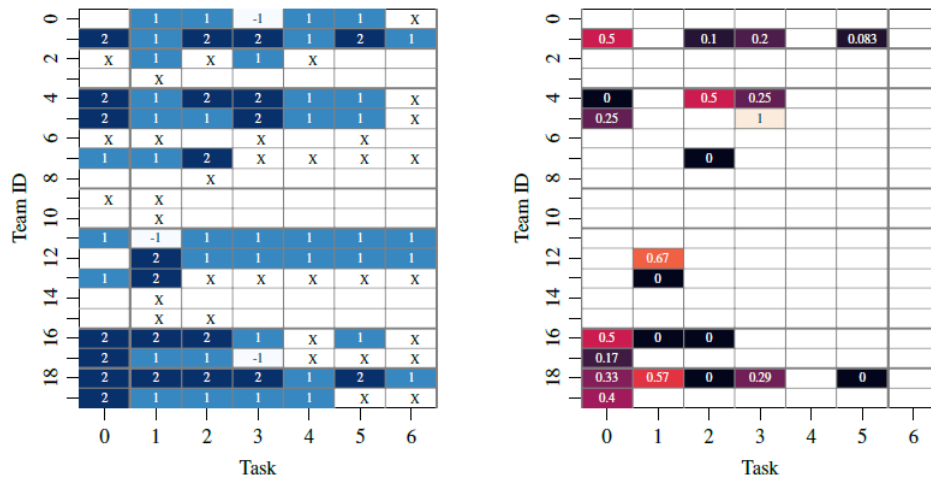 0 1 1 -1 1 1 x
2 1 2 2 1 2 1 0.5 0.1 0.2 0.083
2 x 1 x 1 x
x
4 2 1 2 2 1 1 x 4 0 0.5 0.25
2 1 1 2 1 1 x 0.25 1
6 x x x x 6
1 1 2 x x x x 0
8 x 8
x x
10 x 10
1 -1 1 1 1 1 1
12 2 1 1 1 1 1 12 0.67
1 2 x x x x x 0
14 x 14
x x
16 2 2 2 1 x 1 x 16 0.5 0 0
2 1 1 -1 x x x 0.17
18 2 2 2 2 1 2 1 18 0.33 0.57 0 0.29 0
2 1 1 1 1 x x 0.4
Team ID
0 1 2 3 4 5 6
Task
0
2
Team ID
0 1 2 3 4 5 6
Task